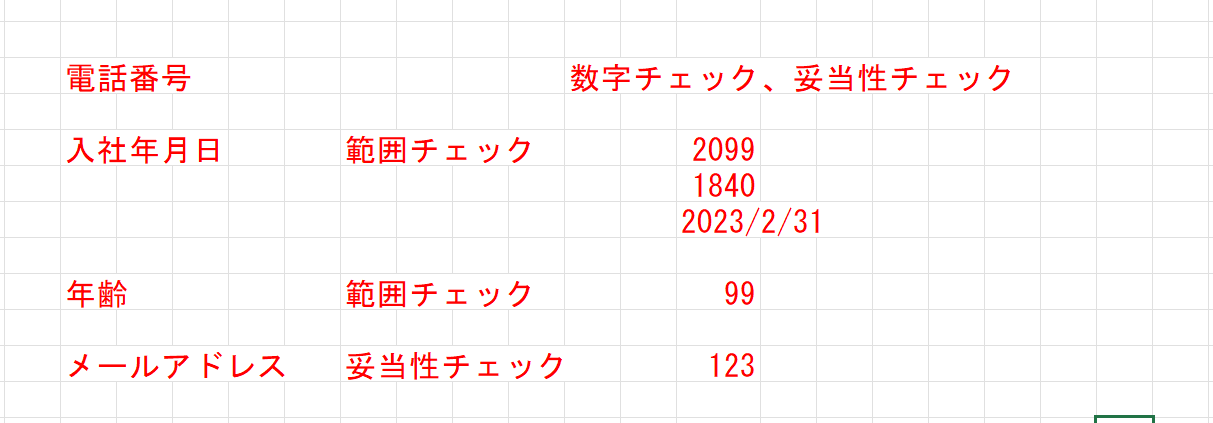 電話番号 数字チェック、妥当性チェック
入社年月日 範囲チェック 2099
1840
2023/2/31
年齢 範囲チェック 99
メールアドレス 妥当性チェック 123